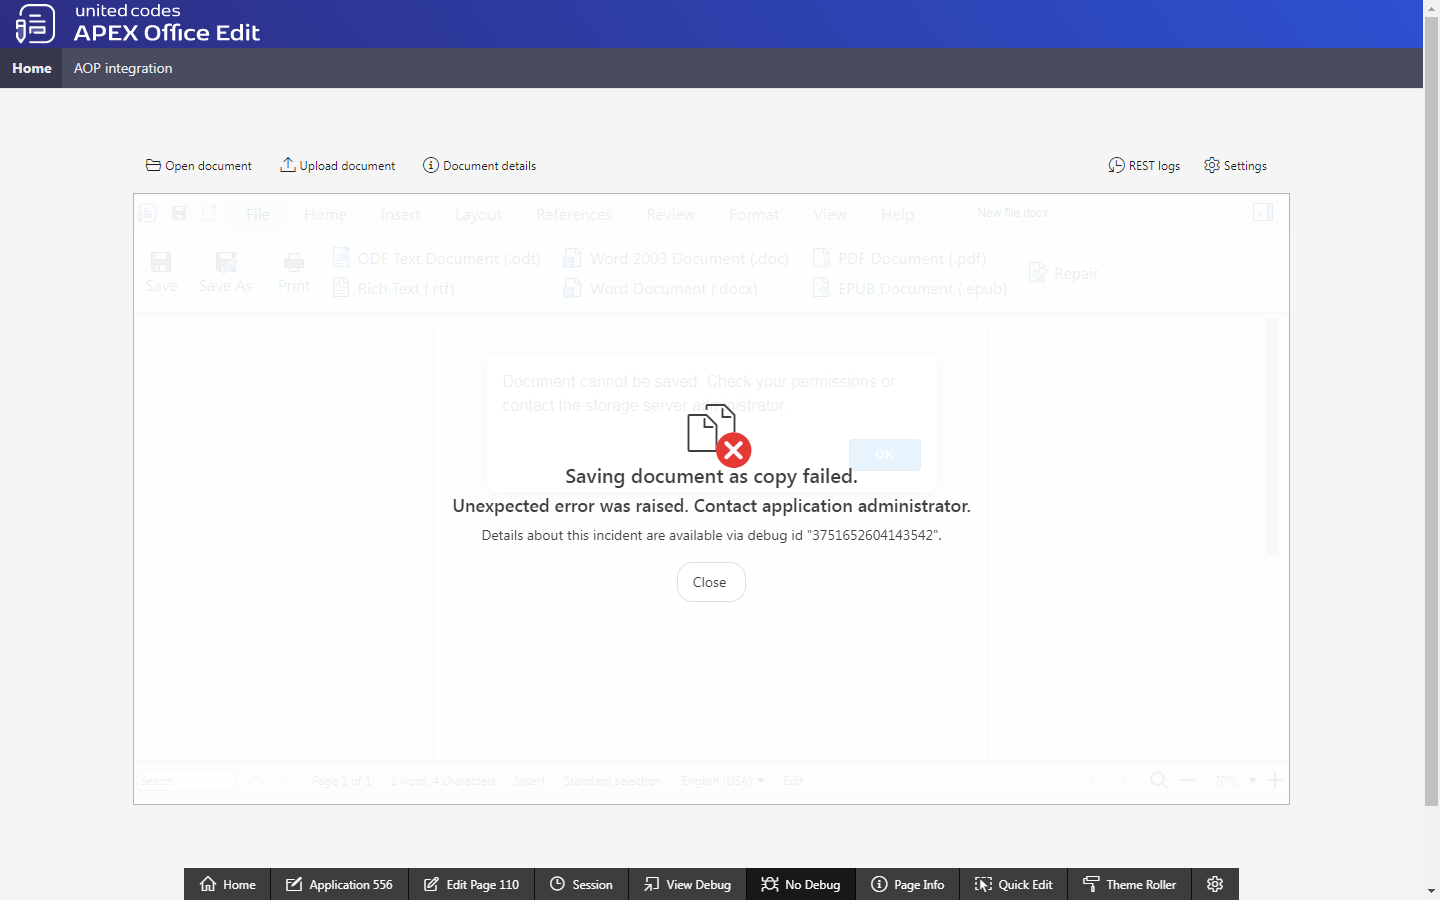 united codes
APEX Office Edit
Home AOP integration
Open document Upload document Document details REST logs Settings
File Home Insert Layout References Review Format View Help New file.docx
ODF Text Document (.odt) Word 2003 Document (.doc) PDF Document (.pdf)
Save Save As Print Rich Text (.rtf) Word Document (.docx) EPUB Document (.epub) Repair
Document cannot be saved. Check your permissions or
contact the storage server administrator.
OK
Saving document as copy failed.
Unexpected error was raised. Contact application administrator.
Details about this incident are available via debug id "3751652604143542".
Close
Search Page 1 of 1 1 word, 4 characters Insert Standard selection English (USA) Edit 70%
Home Application 556 Edit Page 110 Session View Debug No Debug Page Info Quick Edit Theme Roller